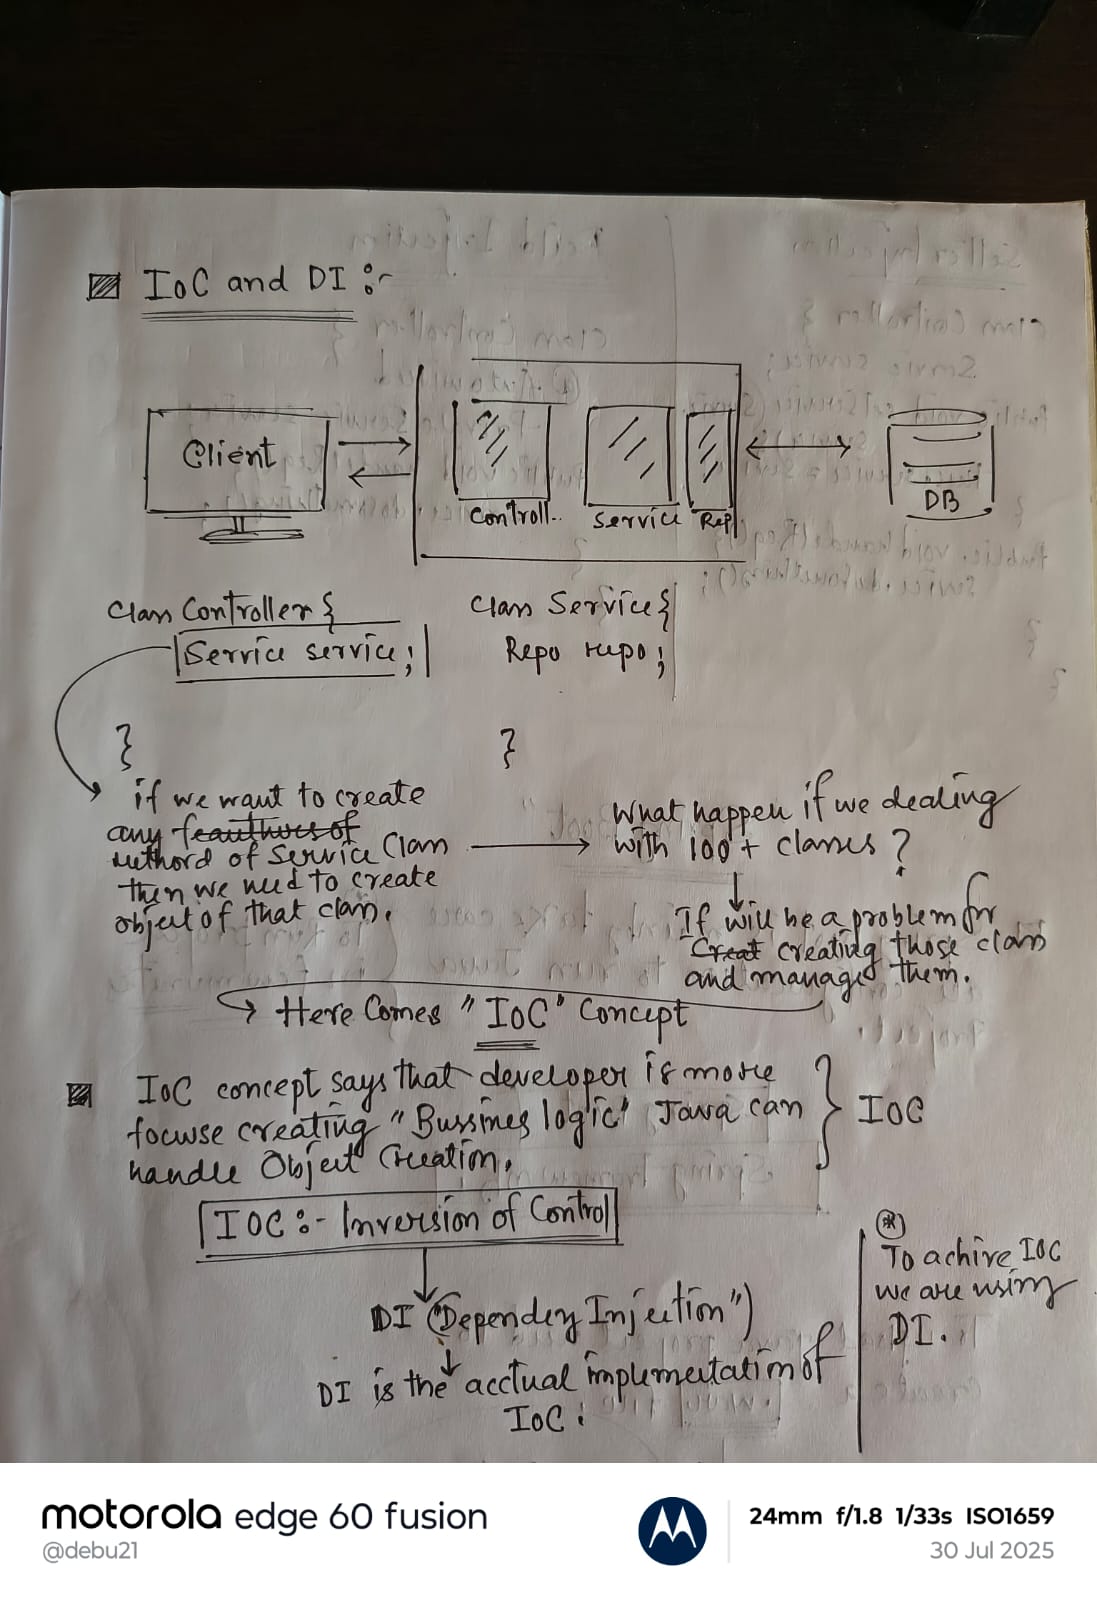 IoC and DI :-
Client
Controll..
Service
Rep
DB
Class Controller {
Service service;
}
Class Service {
Repo repo;
}
if we want to create
any feauthures of
methord of Service Class
then we need to create
object of that class.
What happen if we dealing
with 100+ classes ?
If will be a problem for
Creat creating those class
and manage them.
Here Comes "IoC" Concept
IoC concept says that developer is more
focuse creating "Bussines logic" Java can
handle Object Creation.
IOC
IOC :- Inversion of Control
DI (Dependey Injection")
DI is the acctual implementation of
IoC :
To achive IOC
we are using
DI.
motorola edge 60 fusion
@debu21
24mm f/1.8 1/33s ISO1659
30 Jul 2025